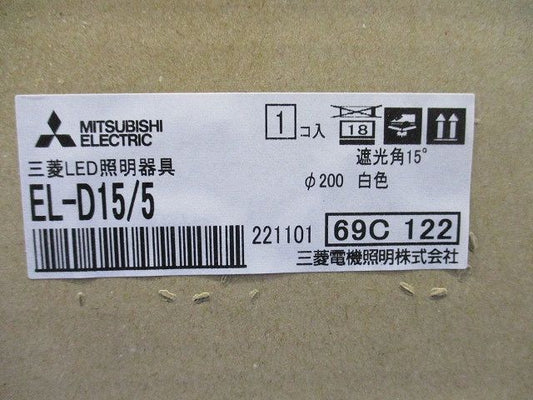 MITSUBISHI
ELECTRIC
1 コ入
18
三菱LED照明器具
遮光角15°
EL-D15/5
φ200 白色
221101 69C 122
三菱電機照明株式会社